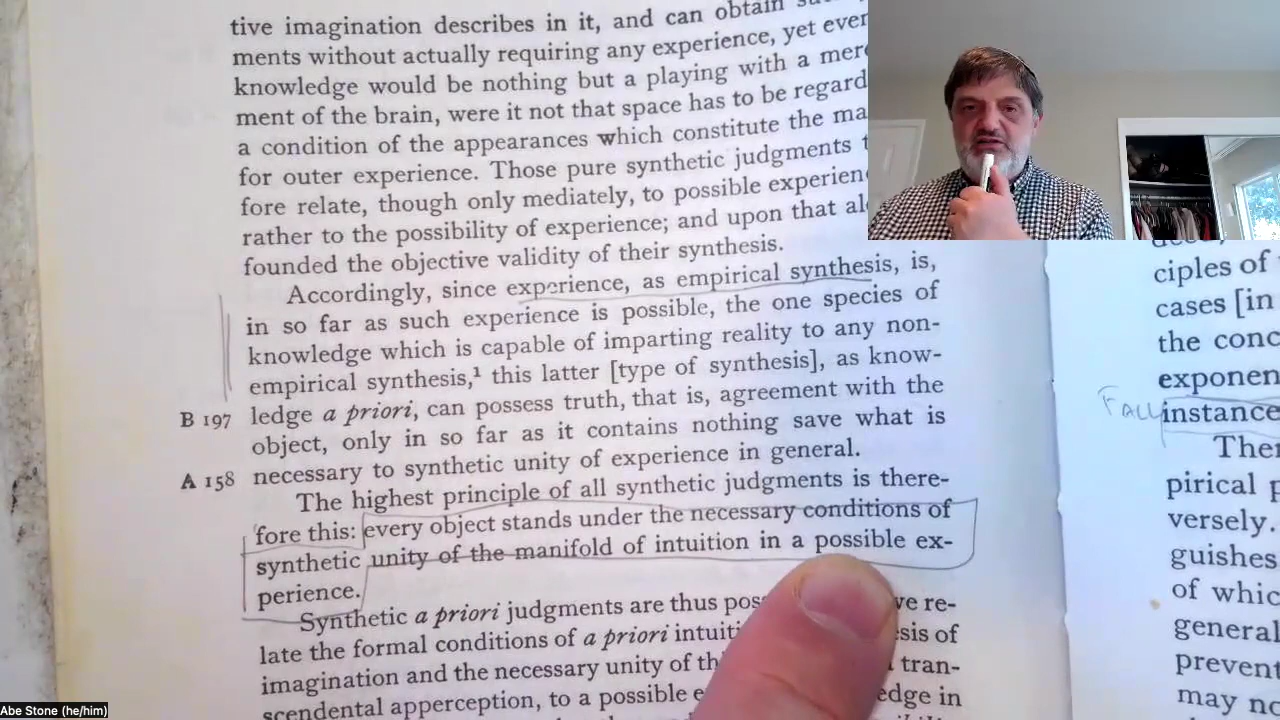 tive imagination describes in it, and can obtain
ments without actually requiring any experience, yet
knowledge would be nothing but a playing with a
ment of the brain, were it not that space has to be
a condition of the appearances which constitute the
for outer experience. Those pure synthetic judgments
fore relate, though only mediately, to possible
rather to the possibility of experience; and upon that
founded the objective validity of their synthesis.
Accordingly, since experience, as empirical synthesis, is,
in so far as such experience is possible, the one species of
knowledge which is capable of imparting reality to any non-
empirical synthesis,¹ this latter [type of synthesis], as know-
B 197 ledge a priori, can possess truth, that is, agreement with the
object, only in so far as it contains nothing save what is
A 158 necessary to synthetic unity of experience in general.
The highest principle of all synthetic judgments is there-
fore this: every object stands under the necessary conditions of
synthetic unity of the manifold of intuition in a possible ex-
perience.
Synthetic a priori judgments are thus re-
late the formal conditions of a priori of
imagination and the necessary unity of tran-
scendental apperception, to a possible in
ciples of
cases [in
the
instance
pirical
versely.
guishes
of
general
prevent
may
Abe Stone (he/him)